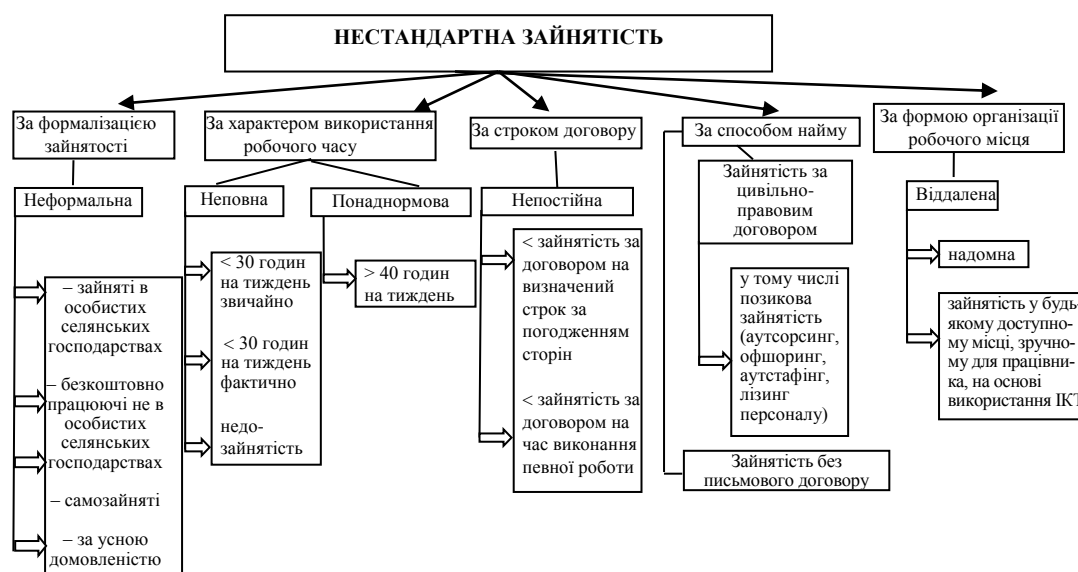 НЕСТАНДАРТНА ЗАЙНЯТІСТЬ
За формалізацією
зайнятості
Неформальна
– зайняті в
особистих
селянських
господарствах
– безкоштовно
працюючі не в
особистих
селянських
господарствах
– самозайняті
– за усною
домовленістю
За характером використання
робочого часу
Неповна
< 30 годин
на тиждень
звичайно
< 30 годин
на тиждень
фактично
недо-
зайнятість
Понаднормова
> 40 годин
на тиждень
За строком договору
Непостійна
< зайнятість за
договором на
визначений
строк за
погодженням
сторін
< зайнятість за
договором на
час виконання
певної роботи
За способом найму
Зайнятість за
цивільно-
правовим
договором
у тому числі
позикова
зайнятість
(аутсорсинг,
офшоринг,
аутстафінг,
лізинг
персоналу)
Зайнятість без
письмового договору
За формою організації
робочого місця
Віддалена
надомна
зайнятість у будь-
якому доступно-
му місці, зручно-
му для працівни-
ка, на основі
використання ІКТ